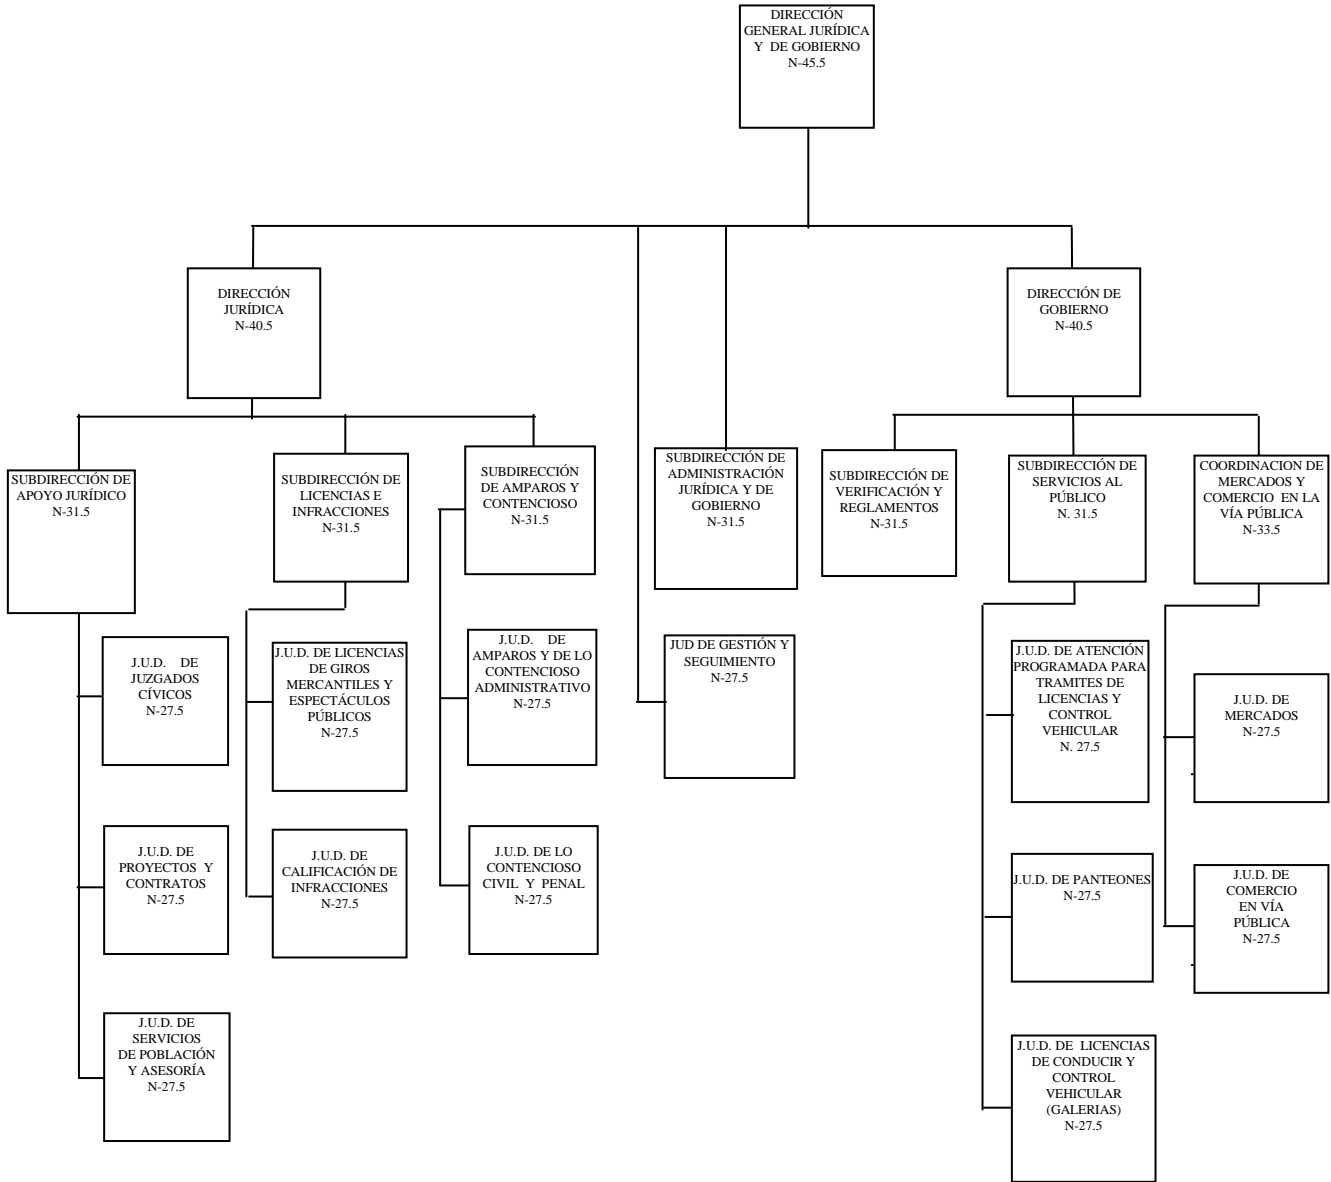 DIRECCIÓN
GENERAL JURÍDICA
Y DE GOBIERNO
N-45.5
DIRECCIÓN
JURÍDICA
N-40.5
DIRECCIÓN DE
GOBIERNO
N-40.5
SUBDIRECCIÓN DE
APOYO JURÍDICO
N-31.5
SUBDIRECCIÓN DE
LICENCIAS E
INFRACCIONES
N-31.5
SUBDIRECCIÓN
DE AMPAROS Y
CONTENCIOSO
N-31.5
SUBDIRECCIÓN DE
ADMINISTRACIÓN
JURÍDICA Y DE
GOBIERNO
N-31.5
SUBDIRECCIÓN DE
VERIFICACIÓN Y
REGLAMENTOS
N-31.5
SUBDIRECCIÓN DE
SERVICIOS AL
PÚBLICO
N. 31.5
COORDINACION DE
MERCADOS Y
COMERCIO EN LA
VÍA PÚBLICA
N-33.5
J.U.D. DE
JUZGADOS
CÍVICOS
N-27.5
J.U.D. DE LICENCIAS
DE GIROS
MERCANTILES Y
ESPECTÁCULOS
PÚBLICOS
N-27.5
J.U.D. DE
AMPAROS Y DE LO
CONTENCIOSO
ADMINISTRATIVO
N-27.5
JUD DE GESTIÓN Y
SEGUIMIENTO
N-27.5
J.U.D. DE ATENCIÓN
PROGRAMADA PARA
TRAMITES DE
LICENCIAS Y
CONTROL
VEHICULAR
N. 27.5
J.U.D. DE
MERCADOS
N-27.5
J.U.D. DE
PROYECTOS Y
CONTRATOS
N-27.5
J.U.D. DE
CALIFICACIÓN DE
INFRACCIONES
N-27.5
J.U.D. DE LO
CONTENCIOSO
CIVIL Y PENAL
N-27.5
J.U.D. DE PANTEONES
N-27.5
J.U.D. DE
COMERCIO
EN VÍA
PÚBLICA
N-27.5
J.U.D. DE
SERVICIOS
DE POBLACIÓN
Y ASESORÍA
N-27.5
J.U.D. DE LICENCIAS
DE CONDUCIR Y
CONTROL
VEHICULAR
(GALERIAS)
N-27.5